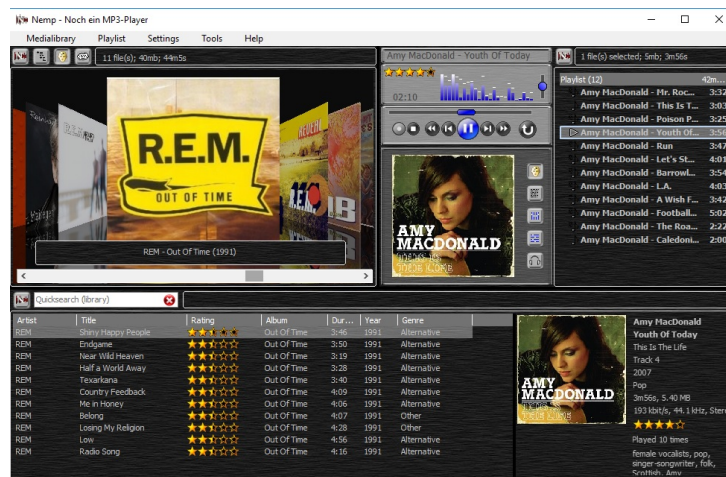 Nemp - Noch ein MP3-Player
Medialibrary Playlist Settings Tools Help
11 file(s); 40mb; 44m5s
R.E.M.
OUT OF TIME
REM - Out Of Time (1991)
Amy MacDonald - Youth Of Today
02:10
AMY
MACDONALD
THIS IS
THE LIFE
1 file(s) selected; 5mb; 3m56s
Playlist (12) 42m...
Amy MacDonald - Mr. Roc... 3:32
Amy MacDonald - This Is T... 3:03
Amy MacDonald - Poison P... 3:25
Amy MacDonald - Youth Of... 3:56
Amy MacDonald - Run 3:47
Amy MacDonald - Let's St... 4:01
Amy MacDonald - Barrowl... 3:54
Amy MacDonald - L.A. 4:03
Amy MacDonald - A Wish F... 3:42
Amy MacDonald - Football... 5:01
Amy MacDonald - The Roa... 2:22
Amy MacDonald - Caledoni... 2:00
Quicksearch (library)
Artist Title Rating Album Dur... Year Genre
REM Shiny Happy People Out Of Time 3:46 1991 Alternative
REM Endgame Out Of Time 3:50 1991 Alternative
REM Near Wild Heaven Out Of Time 3:19 1991 Alternative
REM Half a World Away Out Of Time 3:28 1991 Alternative
REM Texarkana Out Of Time 3:40 1991 Alternative
REM Country Feedback Out Of Time 4:09 1991 Alternative
REM Me in Honey Out Of Time 4:06 1991 Alternative
REM Belong Out Of Time 4:07 1991 Other
REM Losing My Religion Out Of Time 4:28 1991 Other
REM Low Out Of Time 4:56 1991 Alternative
REM Radio Song Out Of Time 4:16 1991 Alternative
AMY
MACDONALD
Amy MacDonald
Youth Of Today
This Is The Life
Track 4
2007
Pop
3m56s, 5.40 MB
193 kbit/s, 44.1 kHz, Stere
Played 10 times
female vocalists, pop,
singer-songwriter, folk,
Scottish, Amy